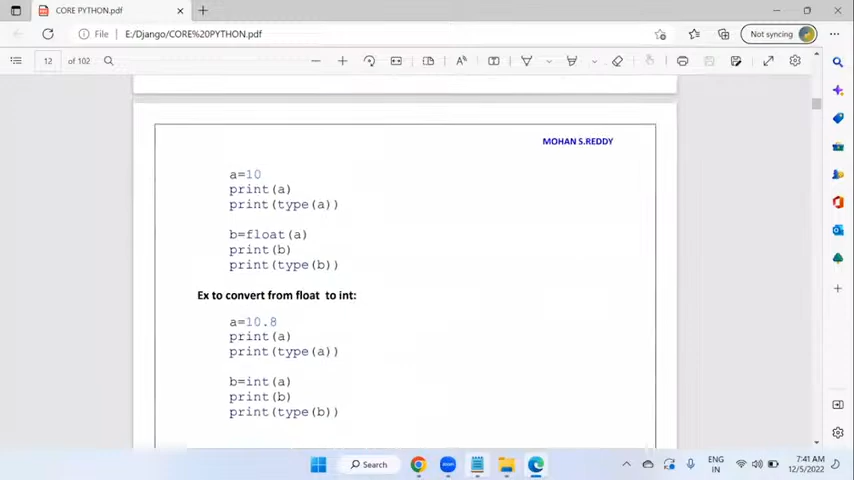 CORE PYTHON.pdf
File
E:/Django/CORE%20PYTHON.pdf
Not syncing
12
of 102
MOHAN S.REDDY
a=10
print(a)
print(type(a))
b=float(a)
print(b)
print(type(b))
Ex to convert from float to int:
a=10.8
print(a)
print(type(a))
b=int(a)
print(b)
print(type(b))
Search
zoom
ENG
IN
7:41 AM
12/5/2022